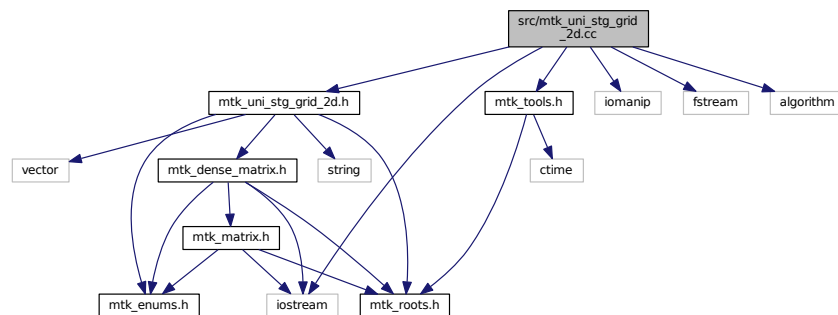 src/mtk_uni_stg_grid
_2d.cc
mtk_uni_stg_grid_2d.h
mtk_tools.h
iomanip
fstream
algorithm
vector
mtk_dense_matrix.h
string
ctime
mtk_matrix.h
mtk_enums.h
iostream
mtk_roots.h